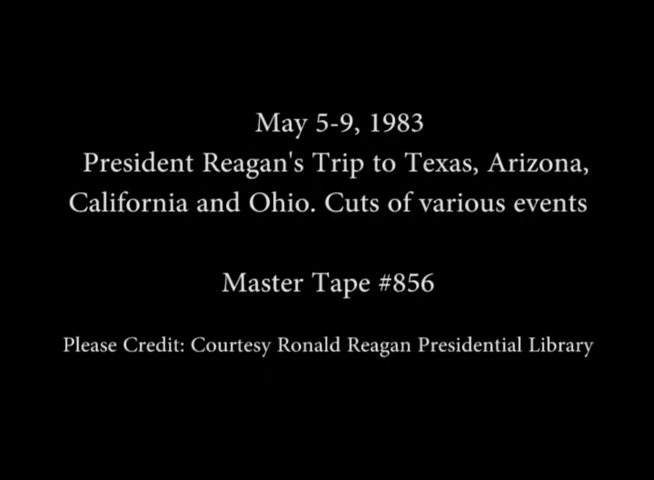 May 5-9, 1983
President Reagan's Trip to Texas, Arizona,
California and Ohio. Cuts of various events
Master Tape #856
Please Credit: Courtesy Ronald Reagan Presidential Library